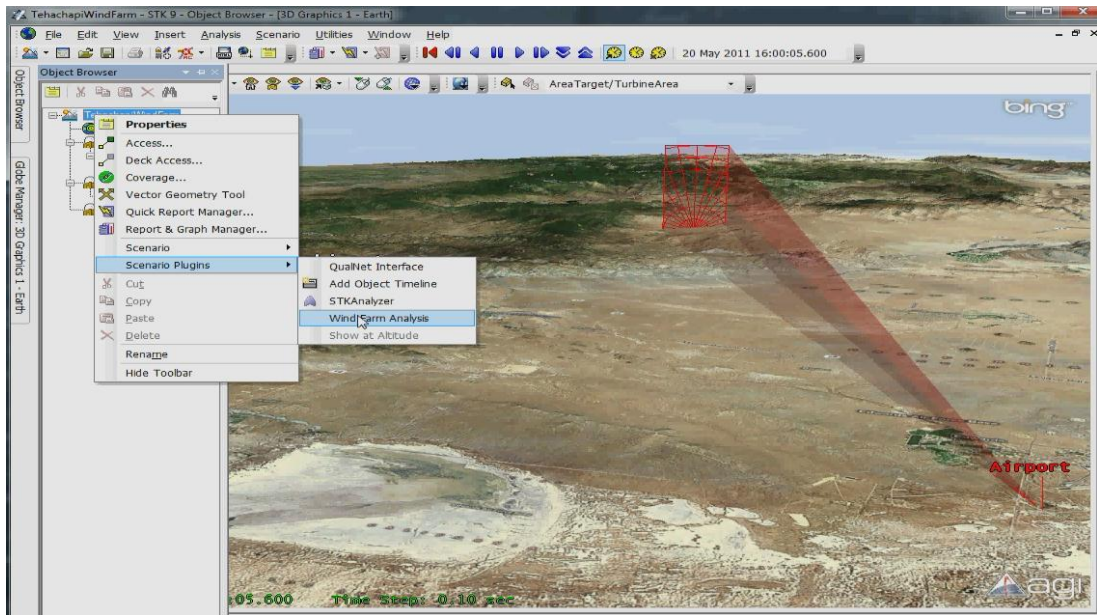 TehachapiWindFarm - STK 9 - Object Browser - [3D Graphics 1 - Earth]
File Edit View Insert Analysis Scenario Utilities Window Help
20 May 2011 16:00:05.600
Object Browser
AreaTarget/TurbineArea
Object Browser
Globe Manager: 3D Graphics 1 - Earth
TehachapiWindFarm
Properties
Access...
Deck Access...
Coverage...
Vector Geometry Tool
Quick Report Manager...
Report & Graph Manager...
Scenario
Scenario Plugins
Cut
Copy
Paste
Delete
Rename
Hide Toolbar
QualNet Interface
Add Object Timeline
STKAnalyzer
Wind Farm Analysis
Show at Altitude
bing
Airport
:05.600 Time Step: 0.10 sec
agi